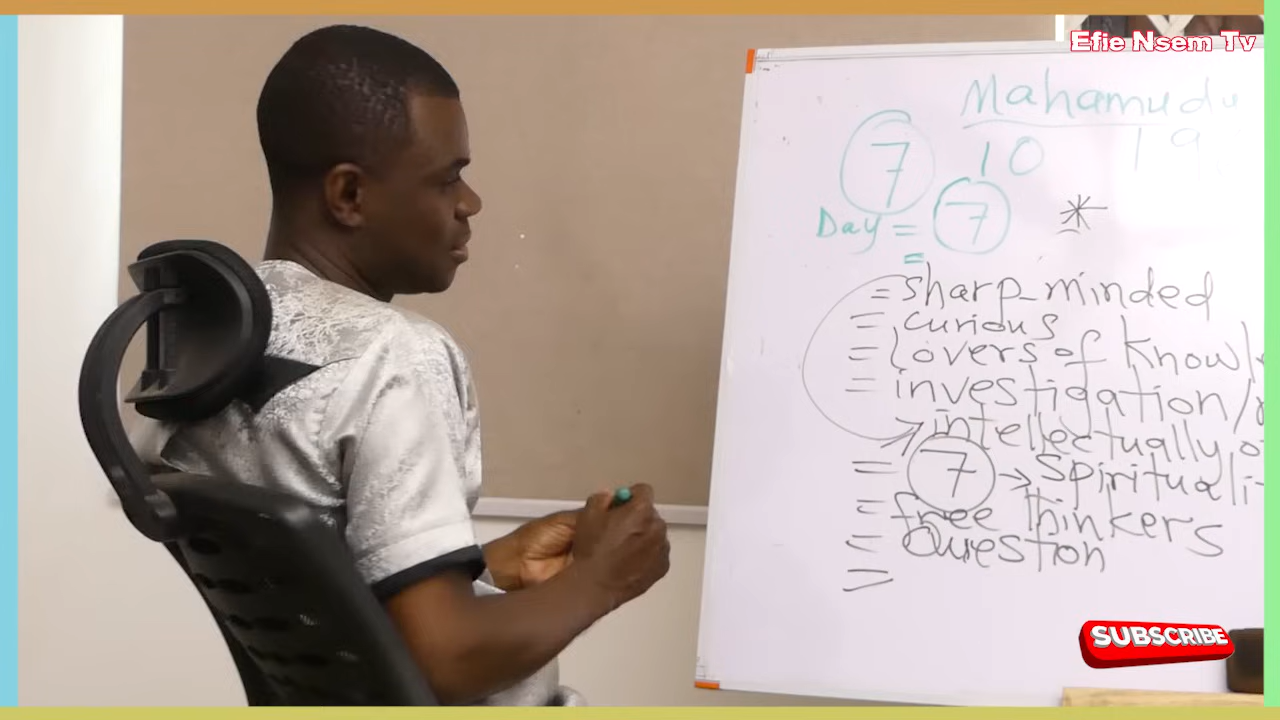 Efie Nsem Tv
Mahamudu
7 10 19
Day = 7 *
= sharp-minded
= curious
= lovers of Knowl
= investigation/
intellectually o
= 7 → Spirituali
= free thinkers
= Question
=
SUBSCRIBE